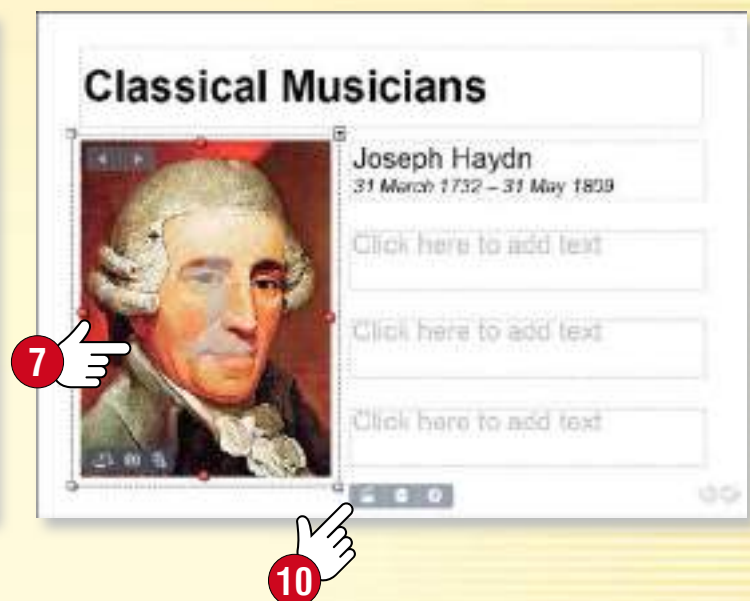 Classical Musicians
Joseph Haydn
31 March 1732 – 31 May 1809
Click here to add text
Click here to add text
Click here to add text
7
10